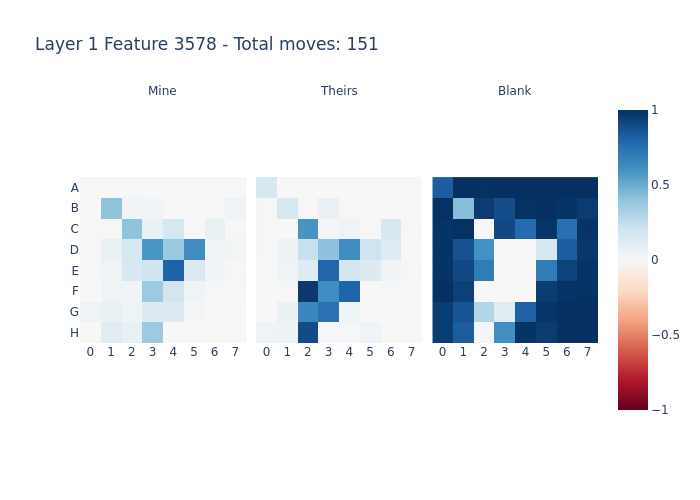 Layer 1 Feature 3578 - Total moves: 151
Mine Theirs Blank
A
B
C
D
E
F
G
H
0 1 2 3 4 5 6 7 0 1 2 3 4 5 6 7 0 1 2 3 4 5 6 7
1
0.5
0
−0.5
−1